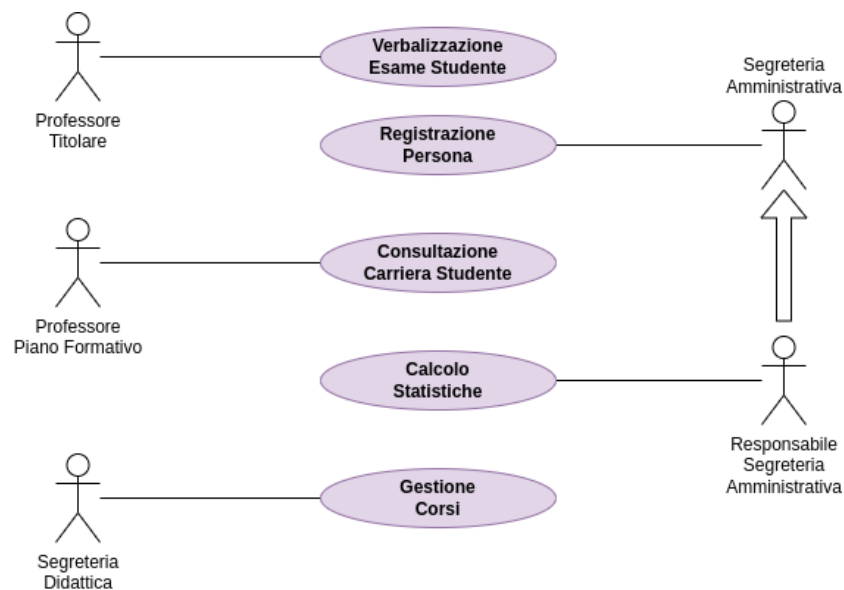 Verbalizzazione
Esame Studente
Segreteria
Amministrativa
Professore
Titolare
Registrazione
Persona
Consultazione
Carriera Studente
Professore
Piano Formativo
Calcolo
Statistiche
Responsabile
Segreteria
Amministrativa
Gestione
Corsi
Segreteria
Didattica